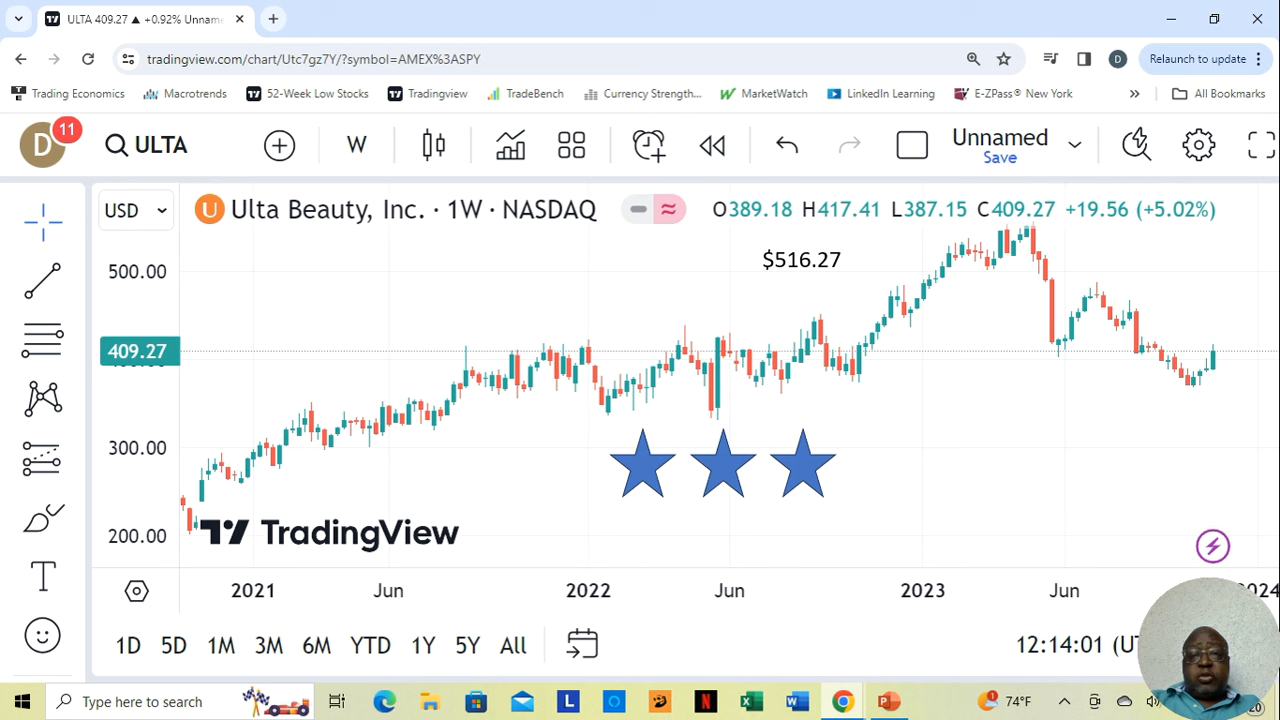 ULTA 409.27 ▲ +0.92% Unnam
tradingview.com/chart/Utc7gz7Y/?symbol=AMEX%3ASPY
D
Relaunch to update
Trading Economics
Macrotrends
52-Week Low Stocks
Tradingview
TradeBench
Currency Strength...
MarketWatch
LinkedIn Learning
E-ZPass® New York
»
All Bookmarks
D
11
ULTA
W
Unnamed
Save
USD
U
Ulta Beauty, Inc. · 1W · NASDAQ
O389.18 H417.41 L387.15 C409.27 +19.56 (+5.02%)
$516.27
500.00
409.27
300.00
200.00
TradingView
2021
Jun
2022
Jun
2023
Jun
1D
5D
1M
3M
6M
YTD
1Y
5Y
All
12:14:01 (UT
Type here to search
74°F
20